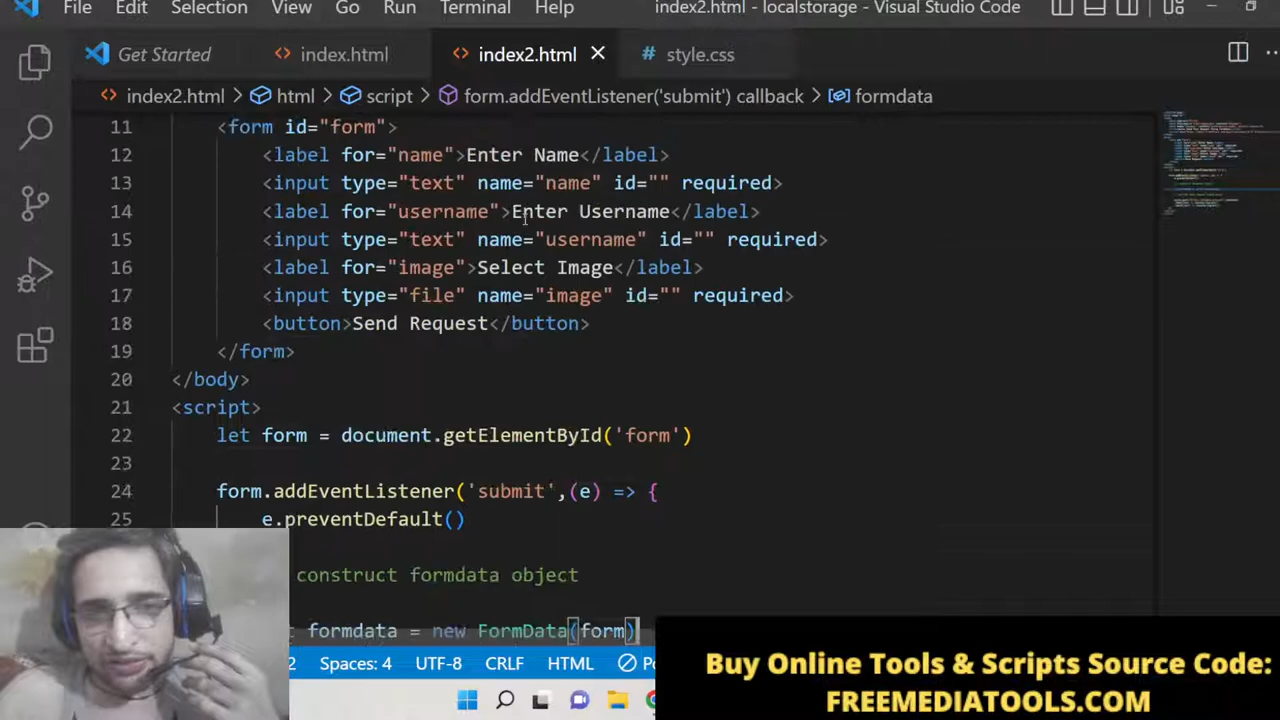 File Edit Selection View Go Run Terminal Help index2.html - localstorage - Visual Studio Code
Get Started index.html index2.html style.css
index2.html > html > script > form.addEventListener('submit') callback > formdata
11 <form id="form">
12 <label for="name">Enter Name</label>
13 <input type="text" name="name" id="" required>
14 <label for="username">Enter Username</label>
15 <input type="text" name="username" id="" required>
16 <label for="image">Select Image</label>
17 <input type="file" name="image" id="" required>
18 <button>Send Request</button>
19 </form>
20 </body>
21 <script>
22 let form = document.getElementById('form')
23
24 form.addEventListener('submit',(e) => {
25 e.preventDefault()
construct formdata object
formdata = new FormData(form)
Spaces: 4 UTF-8 CRLF HTML
Buy Online Tools & Scripts Source Code:
FREEMEDIATOOLS.COM